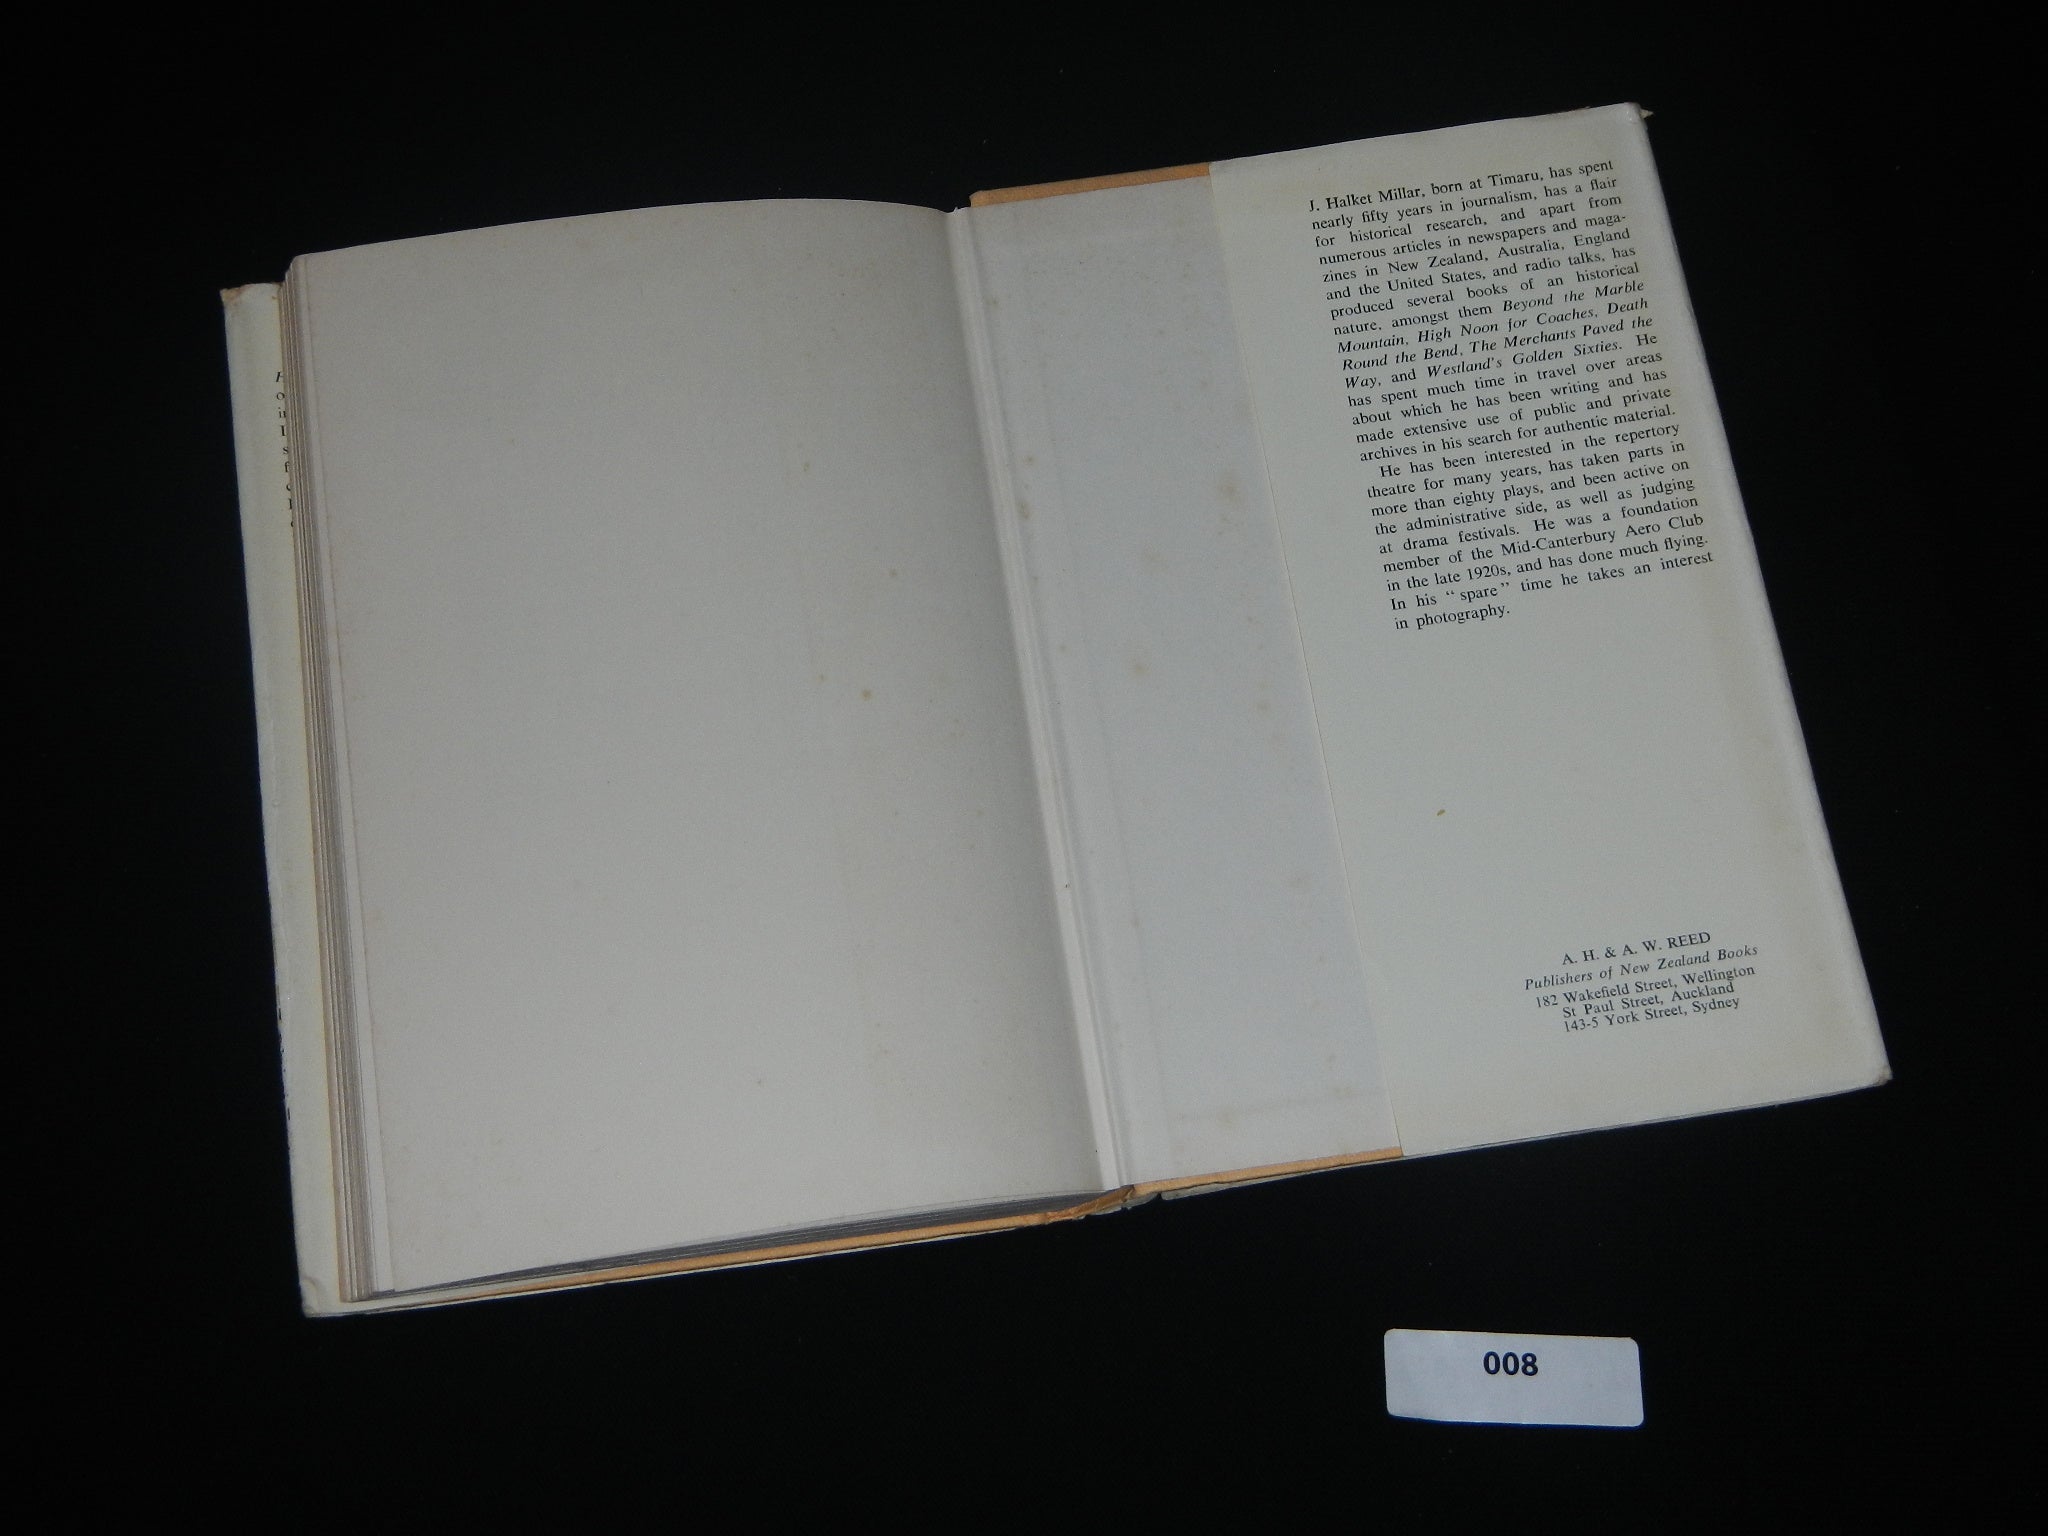 J. Halket Millar, born at Timaru, has spent
nearly fifty years in journalism, has a flair
for historical research, and apart from
numerous articles in newspapers and maga-
zines in New Zealand, Australia, England
and the United States, and radio talks, has
produced several books of an historical
nature, amongst them Beyond the Marble
Mountain, High Noon for Coaches, Death
Round the Bend, The Merchants Paved the
Way, and Westland's Golden Sixties. He
has spent much time in travel over areas
about which he has been writing and has
made extensive use of public and private
archives in his search for authentic material.
He has been interested in the repertory
theatre for many years, has taken parts in
more than eighty plays, and been active on
the administrative side, as well as judging
at drama festivals. He was a foundation
member of the Mid-Canterbury Aero Club
in the late 1920s, and has done much flying.
In his "spare" time he takes an interest
in photography.
A. H. & A. W. REED
Publishers of New Zealand Books
182 Wakefield Street, Wellington
St Paul Street, Auckland
143-5 York Street, Sydney
008